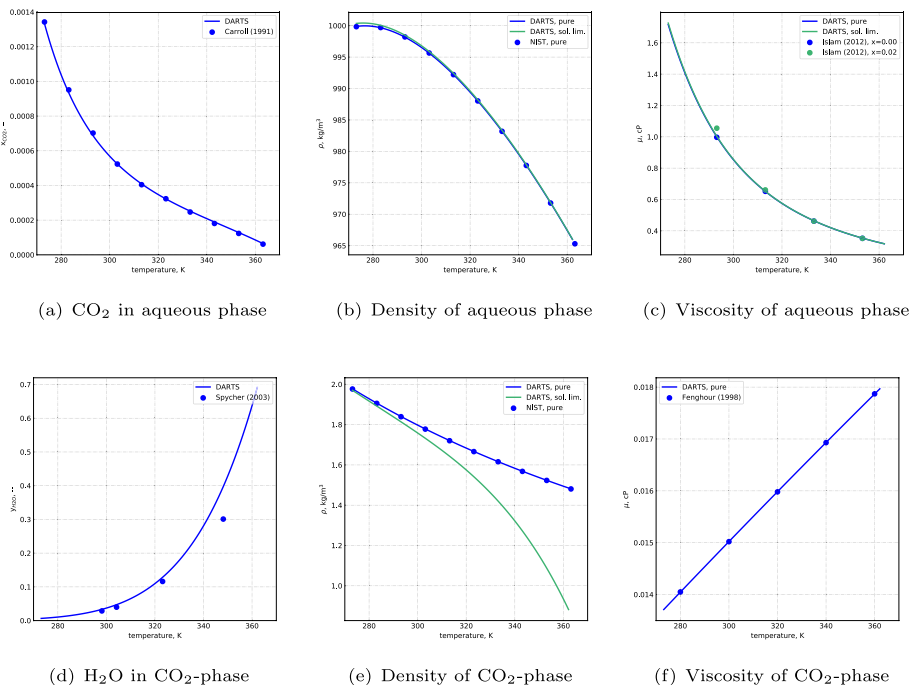 0.0014
0.0012
0.0010
0.0008
0.0006
0.0004
0.0002
0.0000
280
300
320
340
360
temperature, K
xCO2, --
DARTS
Carroll (1991)
(a) CO2 in aqueous phase
1000
995
990
985
980
975
970
965
280
300
320
340
360
temperature, K
ρ, kg/m3
DARTS, pure
DARTS, sol. lim.
NIST, pure
(b) Density of aqueous phase
1.6
1.4
1.2
1.0
0.8
0.6
0.4
280
300
320
340
360
temperature, K
μ, cP
DARTS, pure
DARTS, sol. lim.
Islam (2012), x=0.00
Islam (2012), x=0.02
(c) Viscosity of aqueous phase
0.7
0.6
0.5
0.4
0.3
0.2
0.1
0.0
280
300
320
340
360
temperature, K
yH2O, --
DARTS
Spycher (2003)
(d) H2O in CO2-phase
2.0
1.8
1.6
1.4
1.2
1.0
280
300
320
340
360
temperature, K
ρ, kg/m3
DARTS, pure
DARTS, sol. lim.
NIST, pure
(e) Density of CO2-phase
0.018
0.017
0.016
0.015
0.014
280
300
320
340
360
temperature, K
μ, cP
DARTS, pure
Fenghour (1998)
(f) Viscosity of CO2-phase